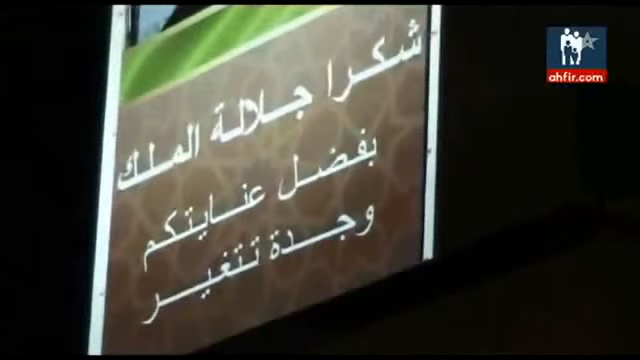 شكرا جلالة الملك
بفضل عنايتكم
وجدة تتغير
ahfir.com